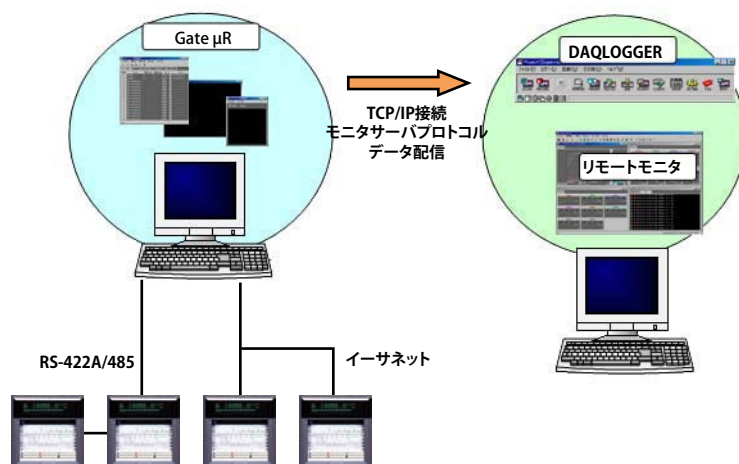 Gate µR
DAQLOGGER
TCP/IP接続
モニタサーバプロトコル
データ配信
リモートモニタ
RS-422A/485
イーサネット